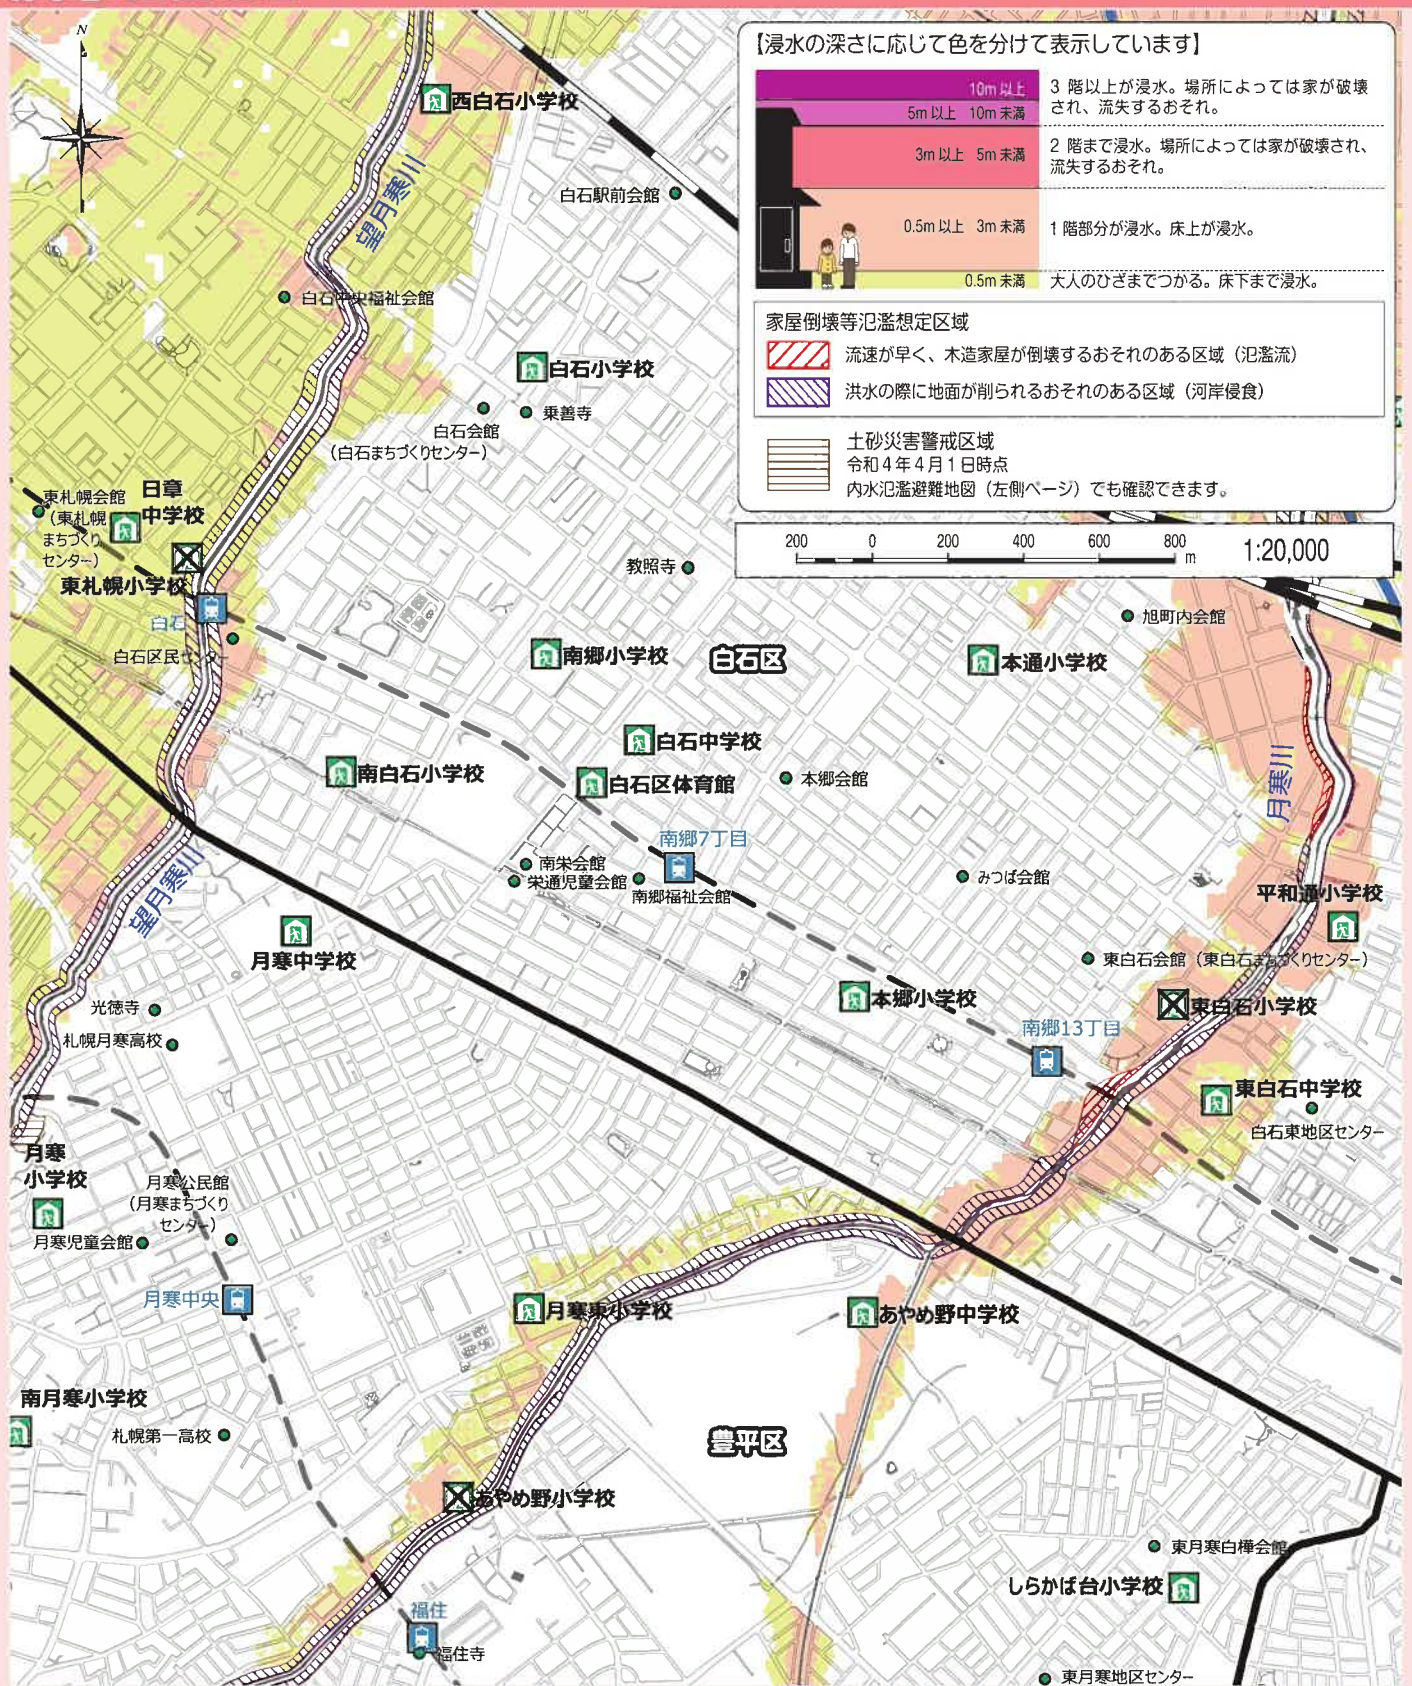 N
【浸水の深さに応じて色を分けて表示しています】
10m 以上
5m 以上 10m 未満
3 階以上が浸水。場所によっては家が破壊
され、流失するおそれ。
3m 以上 5m 未満
2 階まで浸水。場所によっては家が破壊され、
流失するおそれ。
0.5m 以上 3m 未満
1 階部分が浸水。床上が浸水。
0.5m 未満
大人のひざまでつかる。床下まで浸水。
家屋倒壊等氾濫想定区域
流速が早く、木造家屋が倒壊するおそれのある区域（氾濫流）
洪水の際に地面が削られるおそれのある区域（河岸侵食）
土砂災害警戒区域
令和４年４月１日時点
内水氾濫避難地図（左側ページ）でも確認できます。
200 0 200 400 600 800 m
1:20,000
西白石小学校
望月寒川
白石駅前会館
白石中央福祉会館
白石小学校
乗善寺
白石会館
（白石まちづくりセンター）
東札幌会館
（東札幌
まちづくり
センター）
日章
中学校
東札幌小学校
白石
白石区民センター
教照寺
旭町内会館
南郷小学校
白石区
本通小学校
白石中学校
南白石小学校
白石区体育館
本郷会館
月寒川
南郷7丁目
南栄会館
栄通児童会館
南郷福祉会館
みつば会館
平和通小学校
望月寒川
月寒中学校
東白石会館（東白石まちづくりセンター）
本郷小学校
東白石小学校
光徳寺
札幌月寒高校
南郷13丁目
東白石中学校
白石東地区センター
月寒
小学校
月寒公民館
（月寒まちづくり
センター）
月寒児童会館
月寒中央
月寒東小学校
あやめ野中学校
南月寒小学校
札幌第一高校
豊平区
あやめ野小学校
東月寒白樺会館
しらかば台小学校
福住
福住寺
東月寒地区センター